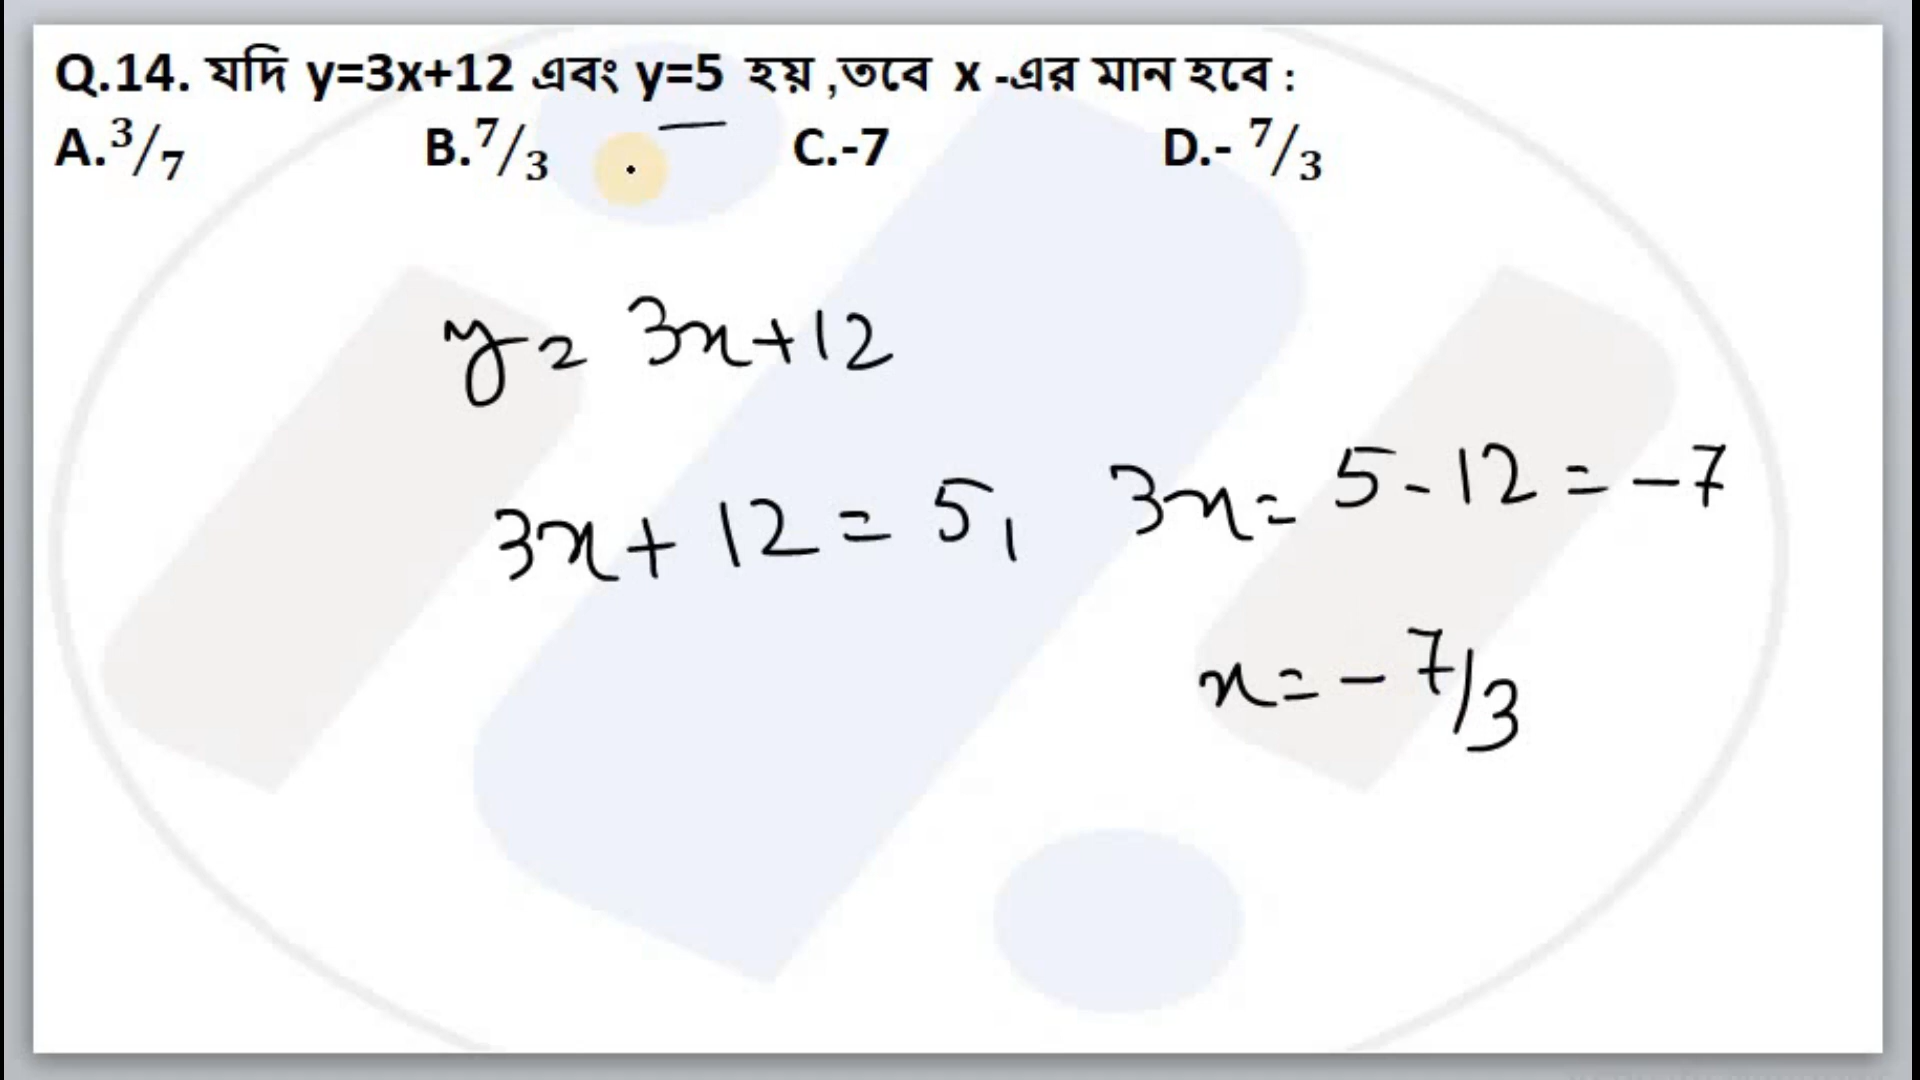 Q.14. যদি y=3x+12 এবং y=5 হয় ,তবে x -এর মান হবে :
A.³/₇ B.⁷/₃ C.-7 D.- ⁷/₃
y = 3x+12
3x + 12 = 5, 3x = 5 - 12 = -7
x = - 7/3